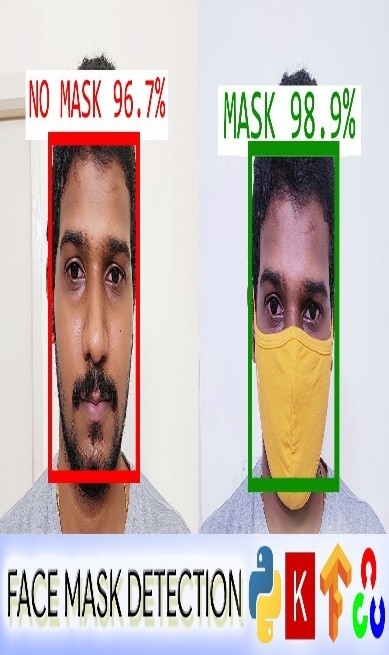 NO MASK 96.7%
MASK 98.9%
FACE MASK DETECTION
K